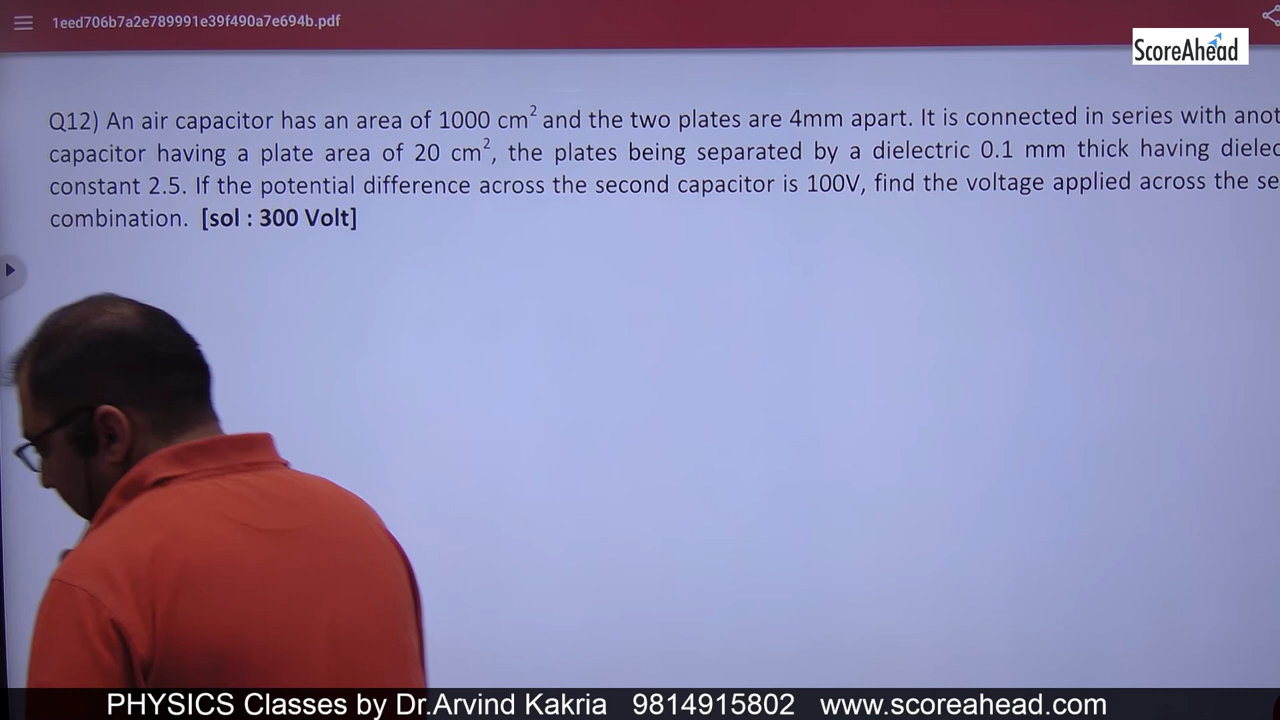 1eed706b7a2e789991e39f490a7e694b.pdf
ScoreAhead
Q12) An air capacitor has an area of 1000 cm² and the two plates are 4mm apart. It is connected in series with anot
capacitor having a plate area of 20 cm², the plates being separated by a dielectric 0.1 mm thick having dielec
constant 2.5. If the potential difference across the second capacitor is 100V, find the voltage applied across the se
combination. [sol : 300 Volt]
PHYSICS Classes by Dr.Arvind Kakria 9814915802 www.scoreahead.com